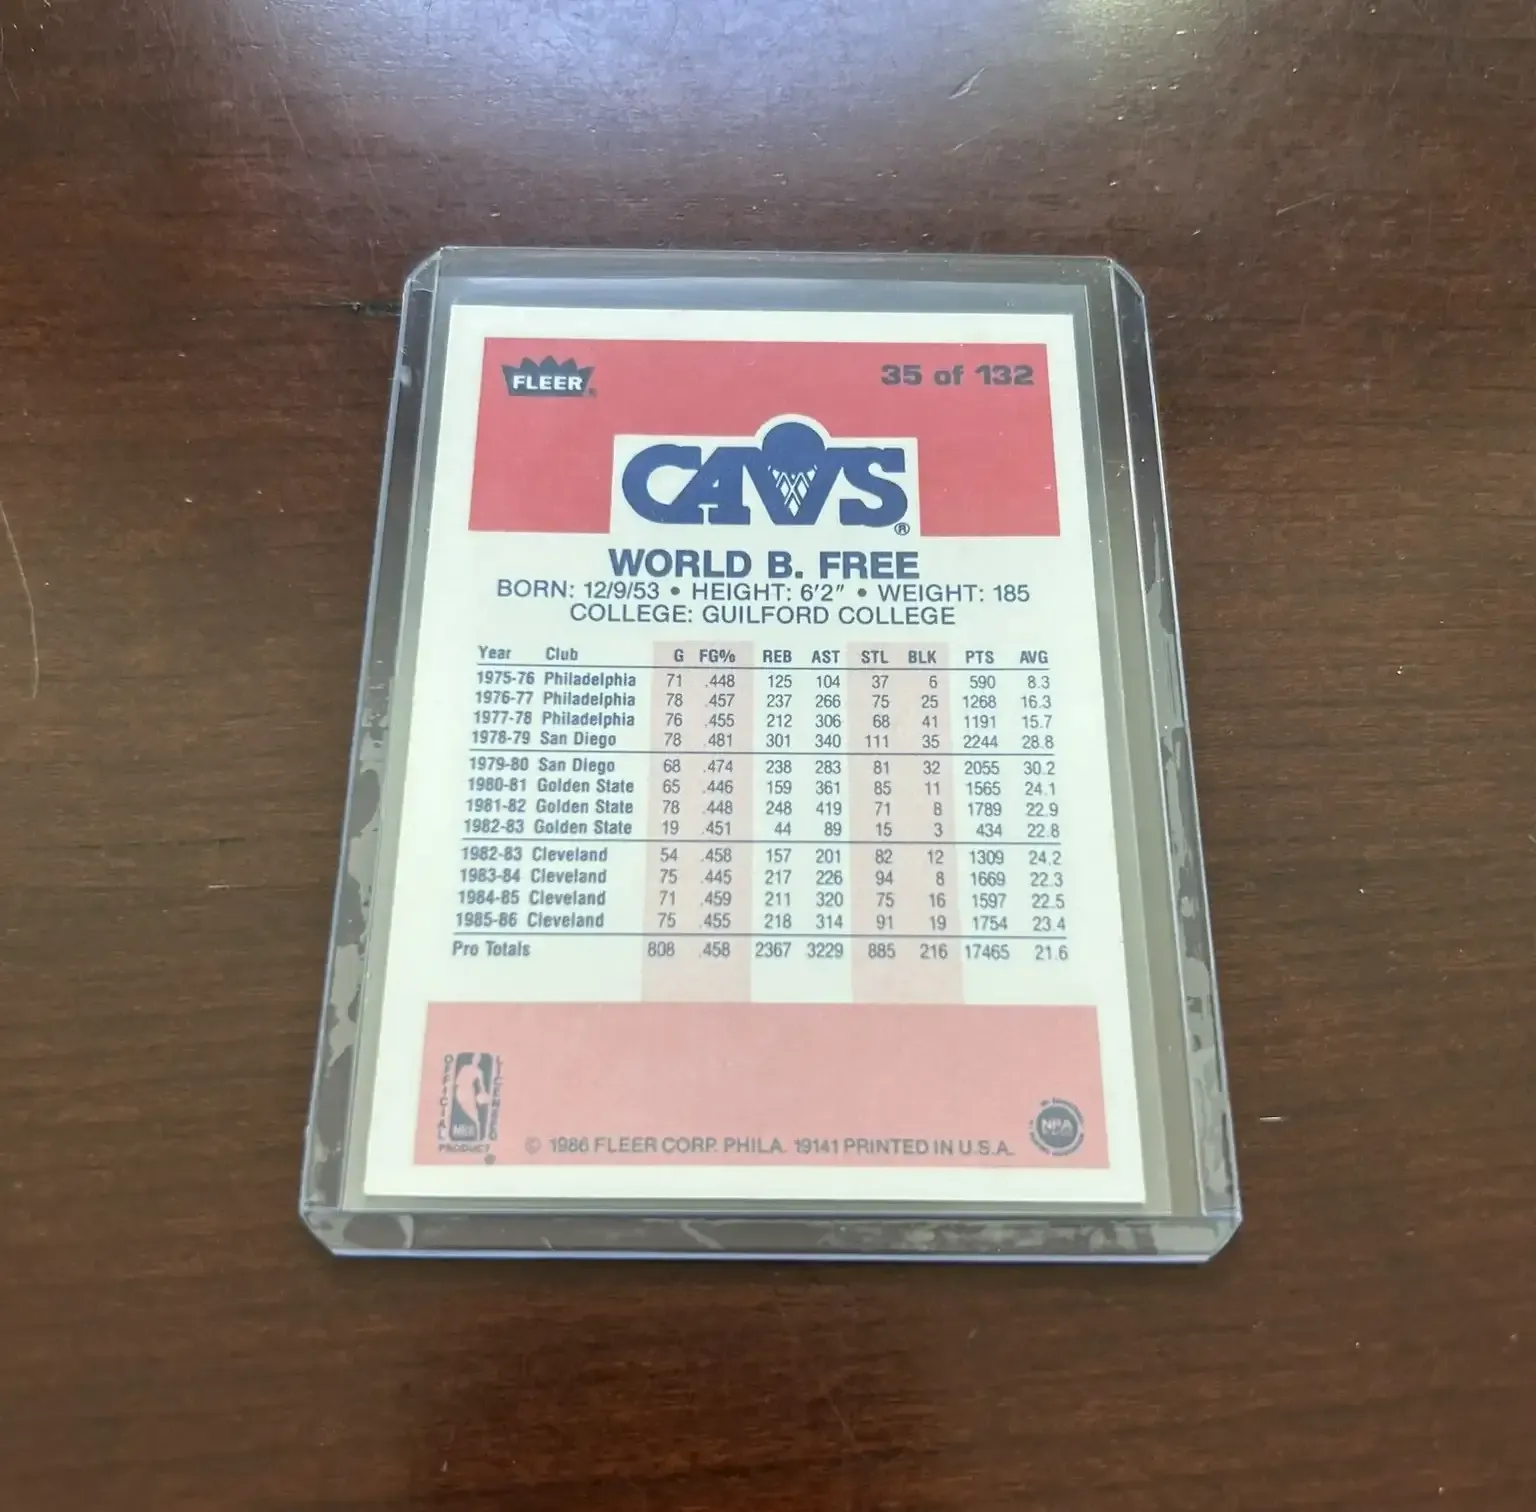 FLEER®
35 of 132
CAVS®
WORLD B. FREE
BORN: 12/9/53 • HEIGHT: 6'2" • WEIGHT: 185
COLLEGE: GUILFORD COLLEGE
Year Club G FG% REB AST STL BLK PTS AVG
1975-76 Philadelphia 71 .448 125 104 37 6 590 8.3
1976-77 Philadelphia 78 .457 237 266 75 25 1268 16.3
1977-78 Philadelphia 76 .455 212 306 68 41 1191 15.7
1978-79 San Diego 78 .481 301 340 111 35 2244 28.8
1979-80 San Diego 68 .474 238 283 81 32 2055 30.2
1980-81 Golden State 65 .446 159 361 85 11 1565 24.1
1981-82 Golden State 78 .448 248 419 71 8 1789 22.9
1982-83 Golden State 19 .451 44 89 15 3 434 22.8
1982-83 Cleveland 54 .458 157 201 82 12 1309 24.2
1983-84 Cleveland 75 .445 217 226 94 8 1669 22.3
1984-85 Cleveland 71 .459 211 320 75 16 1597 22.5
1985-86 Cleveland 75 .455 218 314 91 19 1754 23.4
Pro Totals 808 .458 2367 3229 885 216 17465 21.6
OFFICIAL
NBA
LICENSED
PRODUCT
© 1986 FLEER CORP. PHILA. 19141 PRINTED IN U.S.A.